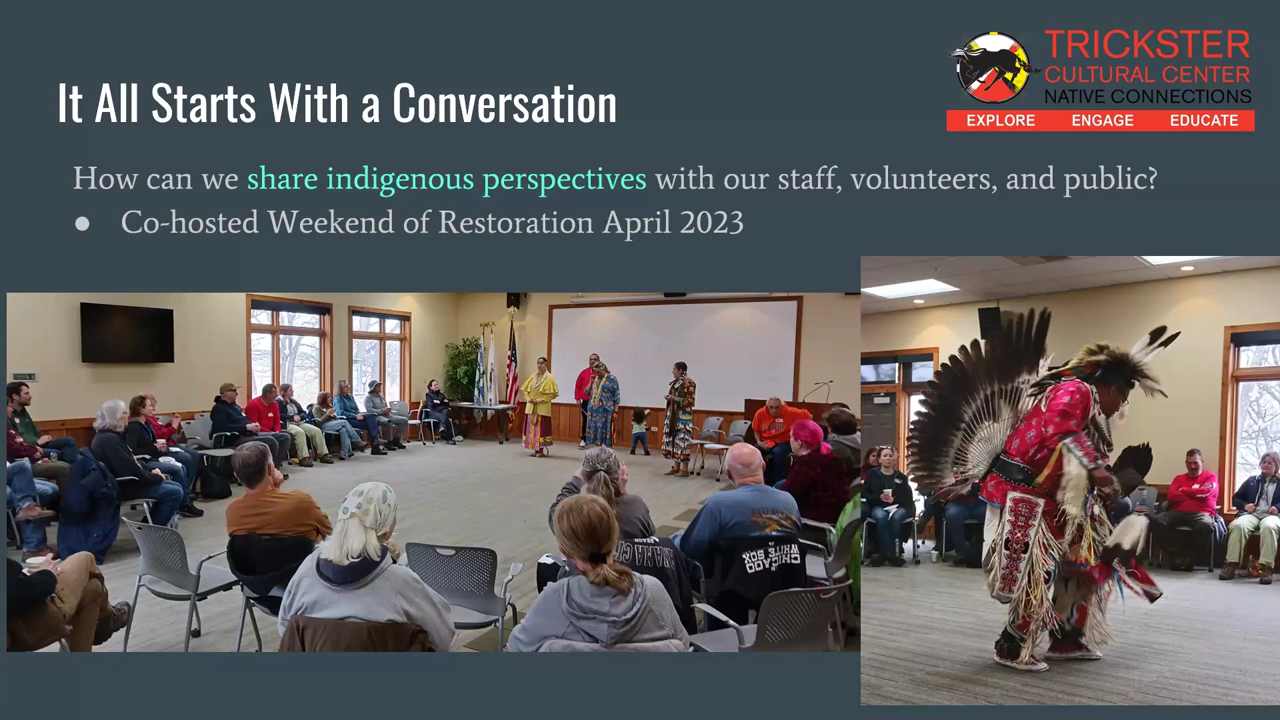 TRICKSTER
CULTURAL CENTER
NATIVE CONNECTIONS
EXPLORE ENGAGE EDUCATE
It All Starts With a Conversation
How can we share indigenous perspectives with our staff, volunteers, and public?
● Co-hosted Weekend of Restoration April 2023
CHICAGO
WHITE SOX